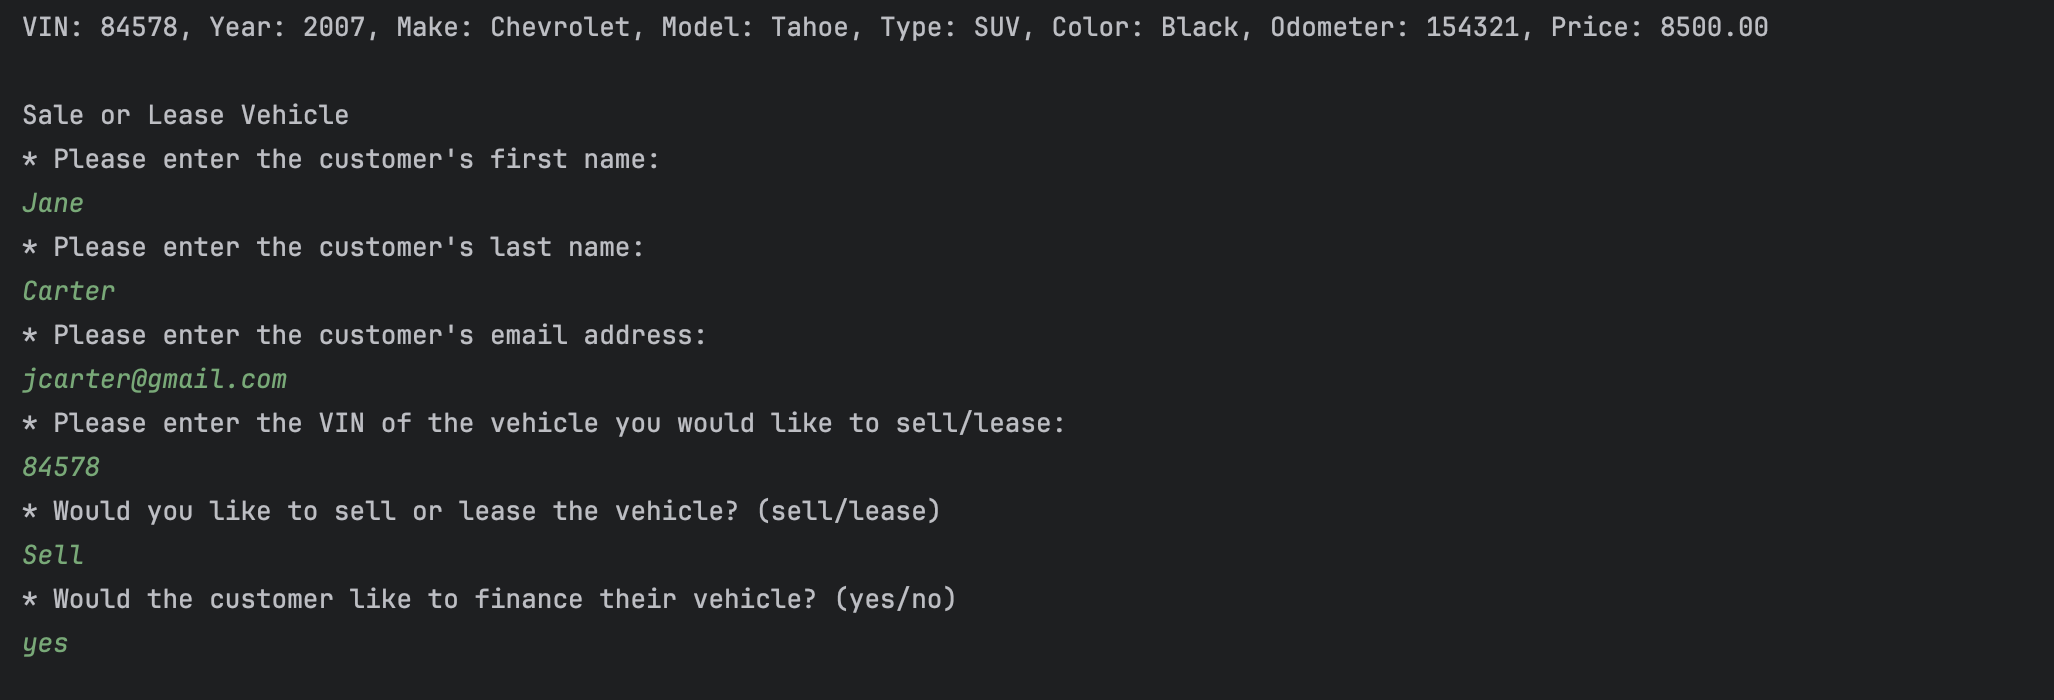 VIN: 84578, Year: 2007, Make: Chevrolet, Model: Tahoe, Type: SUV, Color: Black, Odometer: 154321, Price: 8500.00
Sale or Lease Vehicle
* Please enter the customer's first name:
Jane
* Please enter the customer's last name:
Carter
* Please enter the customer's email address:
jcarter@gmail.com
* Please enter the VIN of the vehicle you would like to sell/lease:
84578
* Would you like to sell or lease the vehicle? (sell/lease)
Sell
* Would the customer like to finance their vehicle? (yes/no)
yes